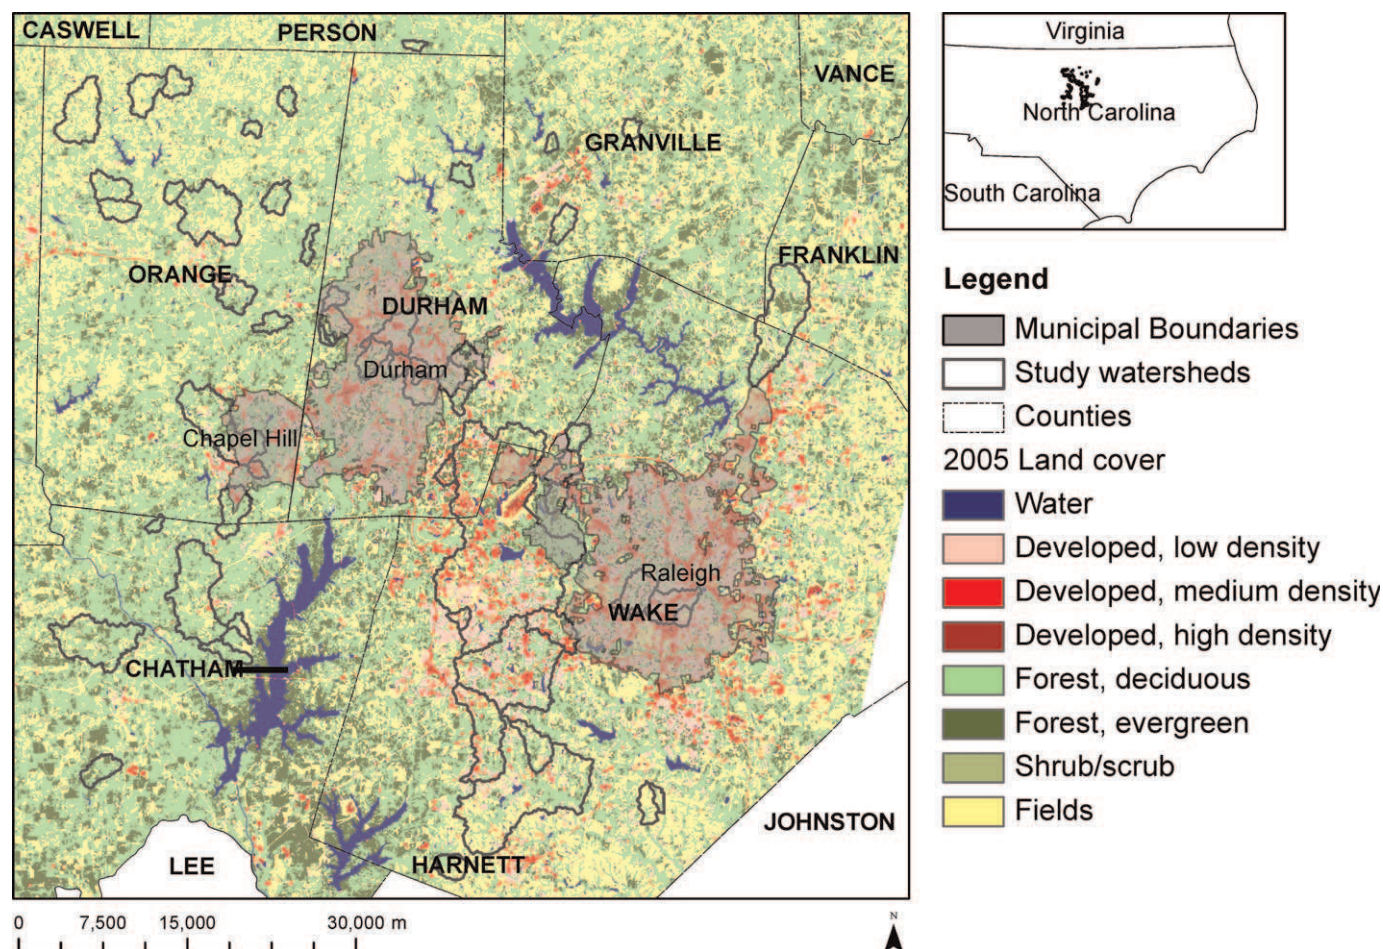 CASWELL
PERSON
VANCE
GRANVILLE
ORANGE
FRANKLIN
DURHAM
Durham
Chapel Hill
Raleigh
WAKE
CHATHAM
JOHNSTON
LEE
HARNETT
0 7,500 15,000 30,000 m
N
Virginia
North Carolina
South Carolina
Legend
Municipal Boundaries
Study watersheds
Counties
2005 Land cover
Water
Developed, low density
Developed, medium density
Developed, high density
Forest, deciduous
Forest, evergreen
Shrub/scrub
Fields